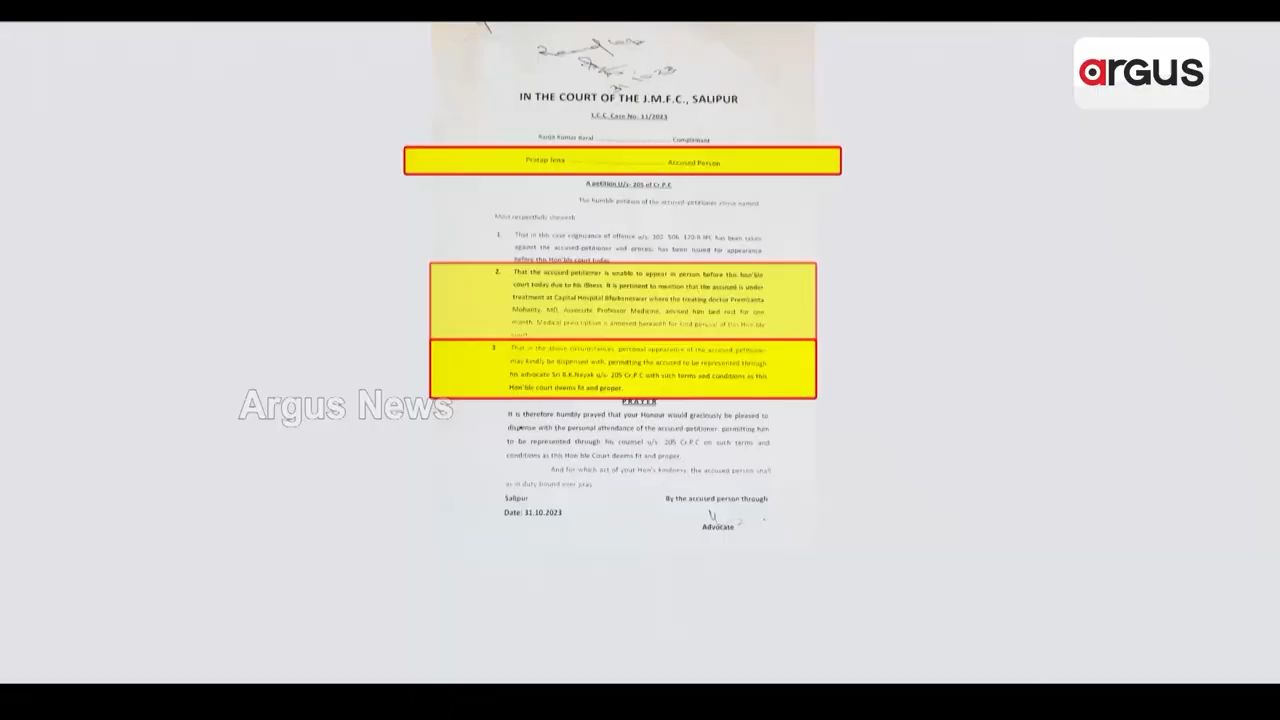 argus
IN THE COURT OF THE J.M.F.C., SALIPUR
I.C.C. Case No. 11/2023
Kumar Baral ........................ Complainant
Pratap Jena ........................ Accused Person
A petition U/s- 205 of Cr.P.C
The humble petition of the accused-petitioner above named
Most respectfully sheweth
1. That in this case cognizance of offence u/s- 302, 506, 120-B IPC has been taken
against the accused-petitioner and process has been issued for appearance
before this Hon'ble court today.
2. That the accused-petitioner is unable to appear in person before this hon'ble
court today due to his illness. It is pertinent to mention that the accused is under
treatment at Capital Hospital Bhubaneswar where the treating doctor
Mohanty, MD, Associate Professor Medicine, advised him bed rest for one
month. Medical prescription is annexed herewith for kind perusal of this Hon'ble
court.
3 That in the above circumstances, personal appearance of the accused-petitioner
may kindly be dispensed with, permitting the accused to be represented through
his advocate Sri B.K.Nayak u/s- 205 Cr.P.C with such terms and conditions as this
Hon'ble court deems fit and proper.
Argus News
PRAYER
It is therefore humbly prayed that your Honour would graciously be pleased to
dispense with the personal attendance of the accused-petitioner, permitting him
to be represented through his counsel u/s- 205 Cr.P.C on such terms and
conditions as this Hon'ble Court deems fit and proper.
And for which act of your Hon's kindness, the accused person shall
as in duty bound ever pray.
Salipur By the accused person through
Date: 31.10.2023
Advocate